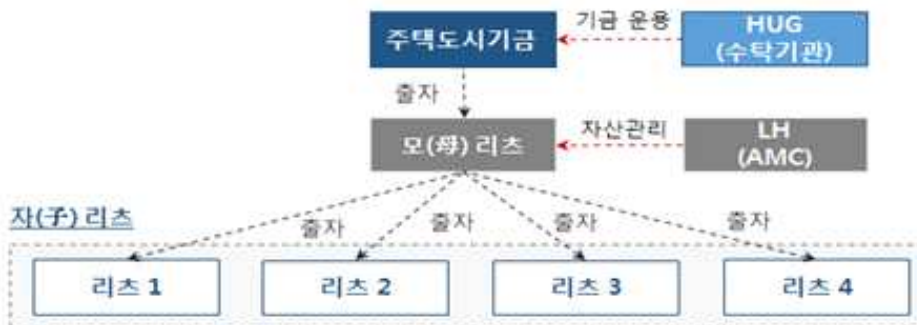 주택도시기금
기금 운용
HUG
(수탁기관)
출자
모(母) 리츠
자산관리
LH
(AMC)
자(子) 리츠
출자
출자
출자
출자
리츠 1
리츠 2
리츠 3
리츠 4